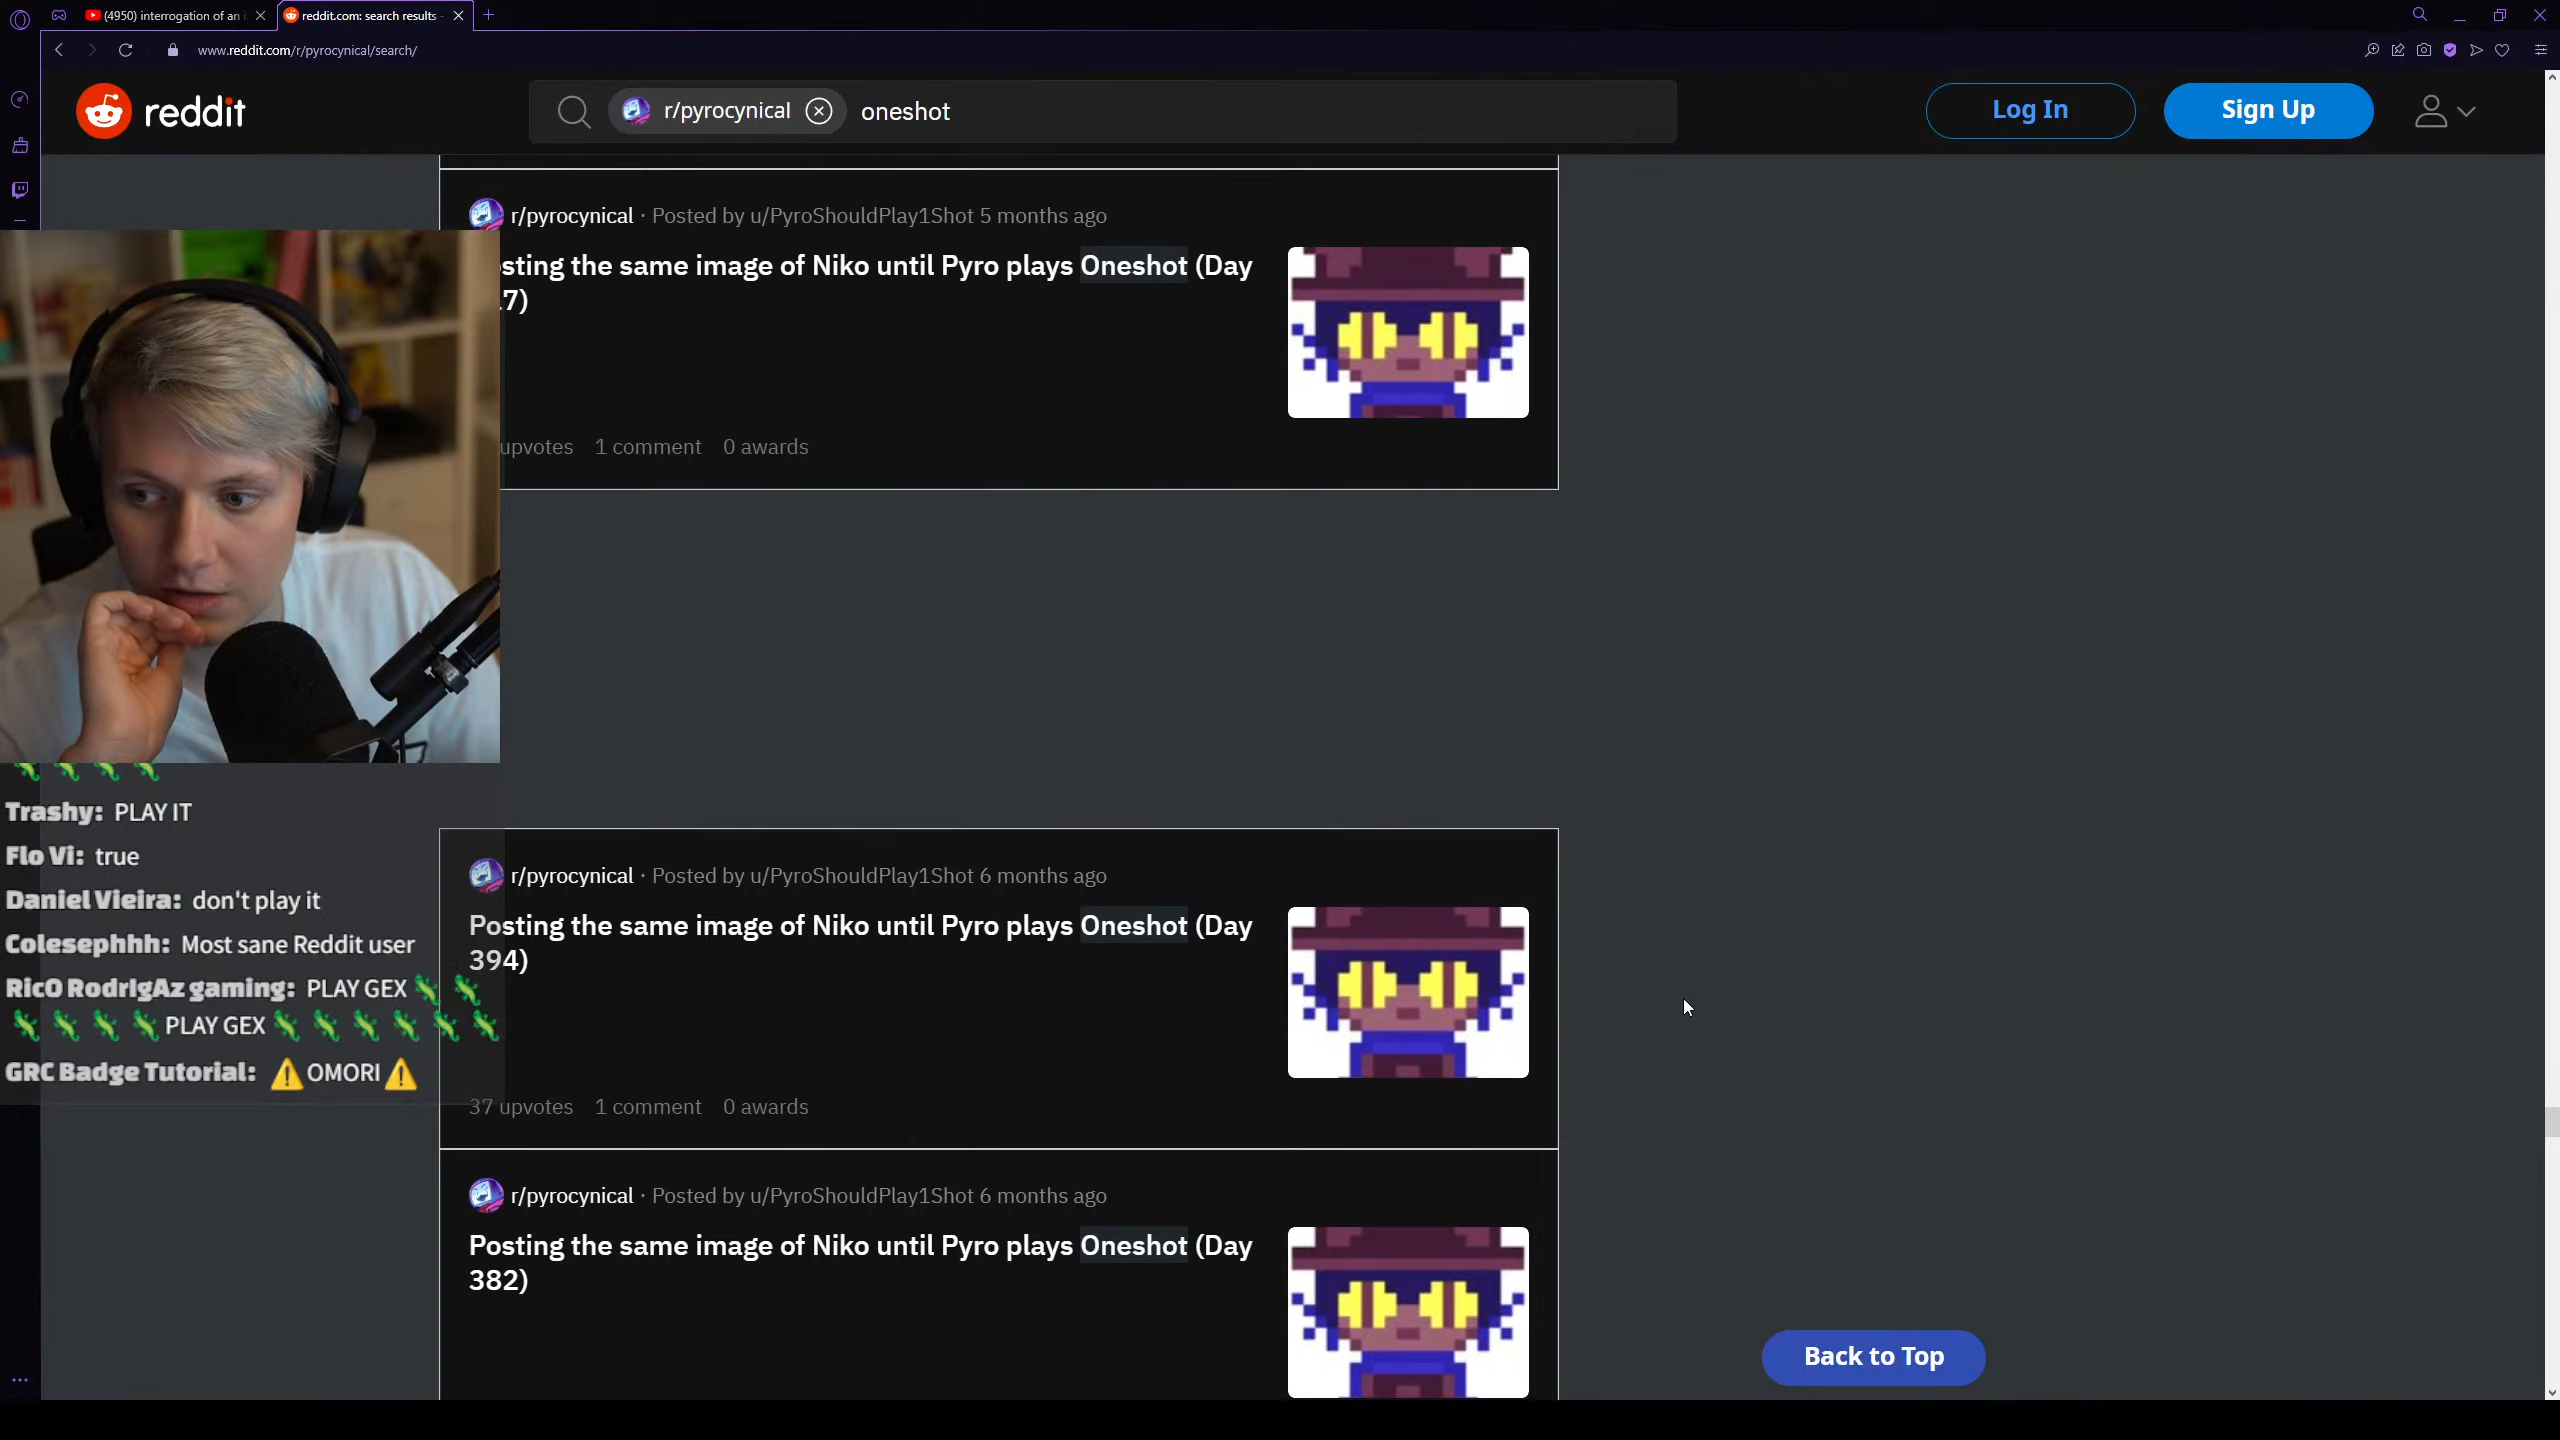 (4950) interrogation of an
reddit.com: search results -
www.reddit.com/r/pyrocynical/search/
reddit
r/pyrocynical
oneshot
Log In
Sign Up
r/pyrocynical · Posted by u/PyroShouldPlay1Shot 5 months ago
sting the same image of Niko until Pyro plays Oneshot (Day
17)
upvotes 1 comment 0 awards
Trashy: PLAY IT
Flo Vi: true
Daniel Vieira: don't play it
Colesephhh: Most sane Reddit user
RicO RodrIgAz gaming: PLAY GEX 🦎 🦎
🦎 🦎 🦎 🦎 PLAY GEX 🦎 🦎 🦎 🦎 🦎 🦎
GRC Badge Tutorial: ⚠️ OMORI ⚠️
r/pyrocynical · Posted by u/PyroShouldPlay1Shot 6 months ago
Posting the same image of Niko until Pyro plays Oneshot (Day
394)
37 upvotes 1 comment 0 awards
r/pyrocynical · Posted by u/PyroShouldPlay1Shot 6 months ago
Posting the same image of Niko until Pyro plays Oneshot (Day
382)
Back to Top